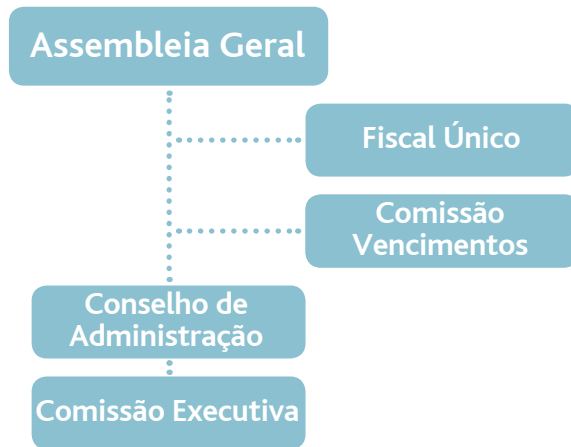 Assembleia Geral
Fiscal Único
Comissão
Vencimentos
Conselho de
Administração
Comissão Executiva